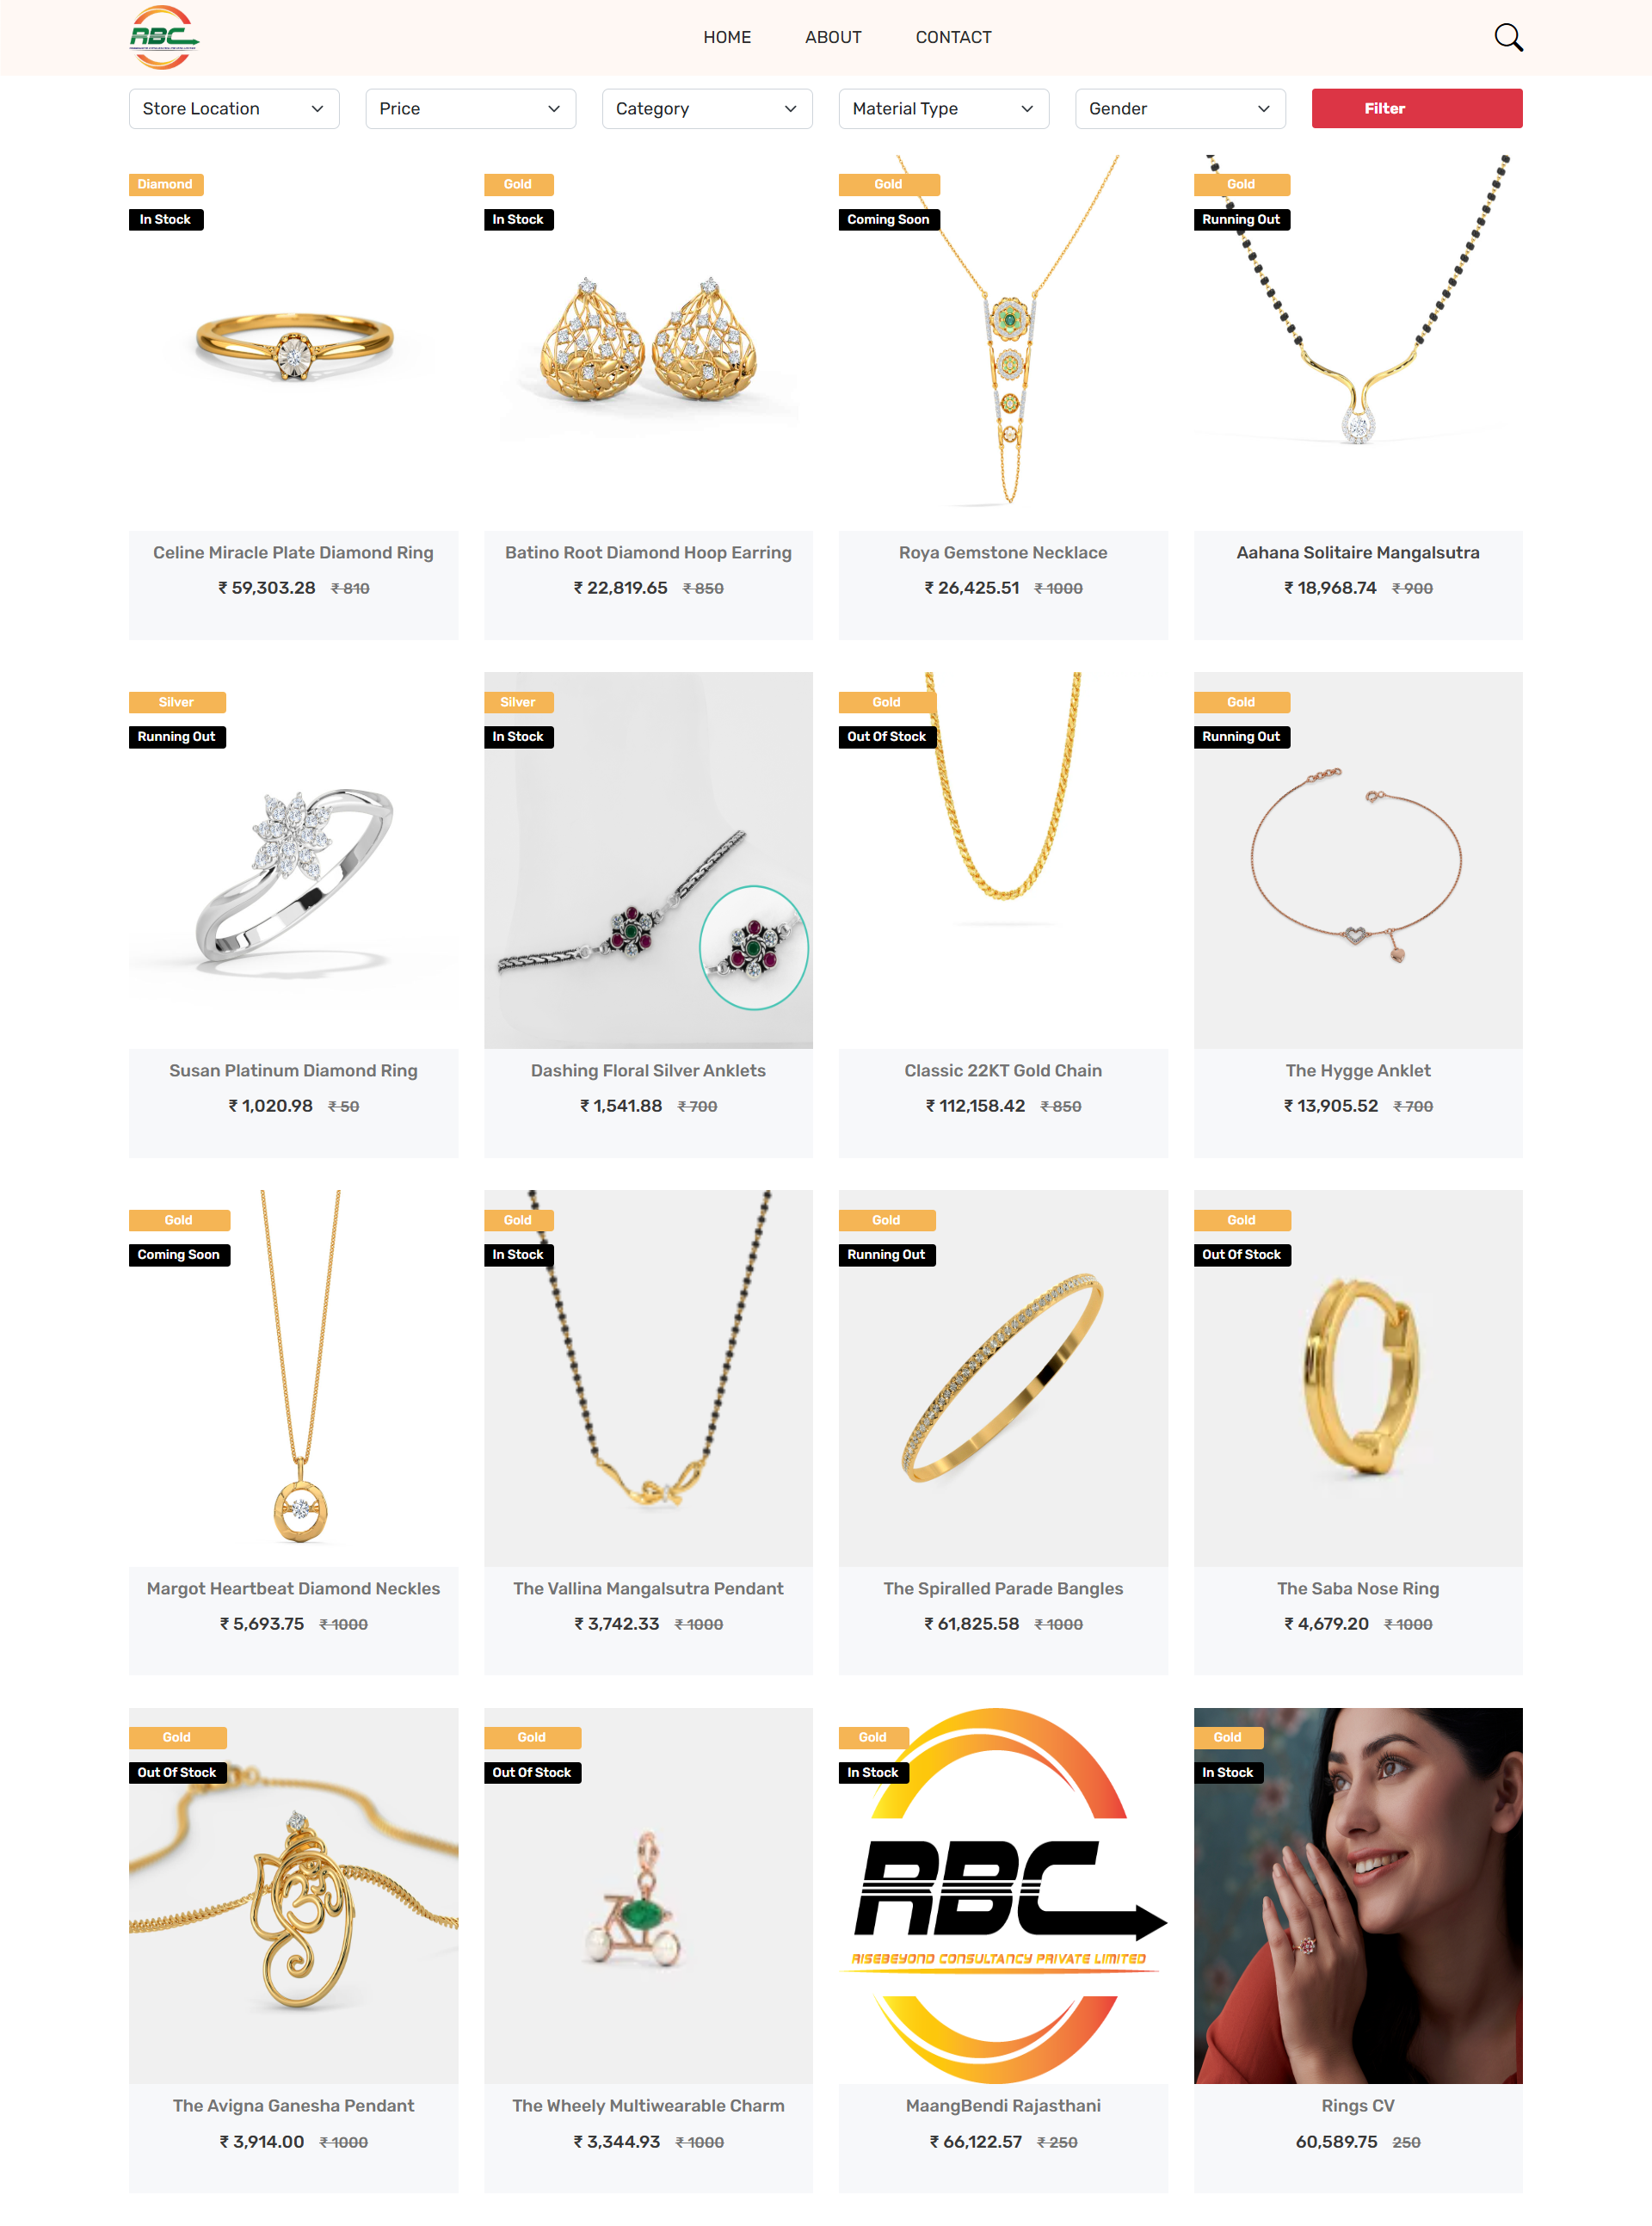 RBC
HOME
ABOUT
CONTACT
Store Location
Price
Category
Material Type
Gender
Filter
Diamond
In Stock
Celine Miracle Plate Diamond Ring
₹ 59,303.28 ₹ 810
Gold
In Stock
Batino Root Diamond Hoop Earring
₹ 22,819.65 ₹ 850
Gold
Coming Soon
Roya Gemstone Necklace
₹ 26,425.51 ₹ 1000
Gold
Running Out
Aahana Solitaire Mangalsutra
₹ 18,968.74 ₹ 900
Silver
Running Out
Susan Platinum Diamond Ring
₹ 1,020.98 ₹ 50
Silver
In Stock
Dashing Floral Silver Anklets
₹ 1,541.88 ₹ 700
Gold
Out Of Stock
Classic 22KT Gold Chain
₹ 112,158.42 ₹ 850
Gold
Running Out
The Hygge Anklet
₹ 13,905.52 ₹ 700
Gold
Coming Soon
Margot Heartbeat Diamond Neckles
₹ 5,693.75 ₹ 1000
Gold
In Stock
The Vallina Mangalsutra Pendant
₹ 3,742.33 ₹ 1000
Gold
Running Out
The Spiralled Parade Bangles
₹ 61,825.58 ₹ 1000
Gold
Out Of Stock
The Saba Nose Ring
₹ 4,679.20 ₹ 1000
Gold
Out Of Stock
The Avigna Ganesha Pendant
₹ 3,914.00 ₹ 1000
Gold
Out Of Stock
The Wheely Multiwearable Charm
₹ 3,344.93 ₹ 1000
Gold
In Stock
RBC
RISEBEYOND CONSULTANCY PRIVATE LIMITED
MaangBendi Rajasthani
₹ 66,122.57 ₹ 250
Gold
In Stock
Rings CV
60,589.75 250